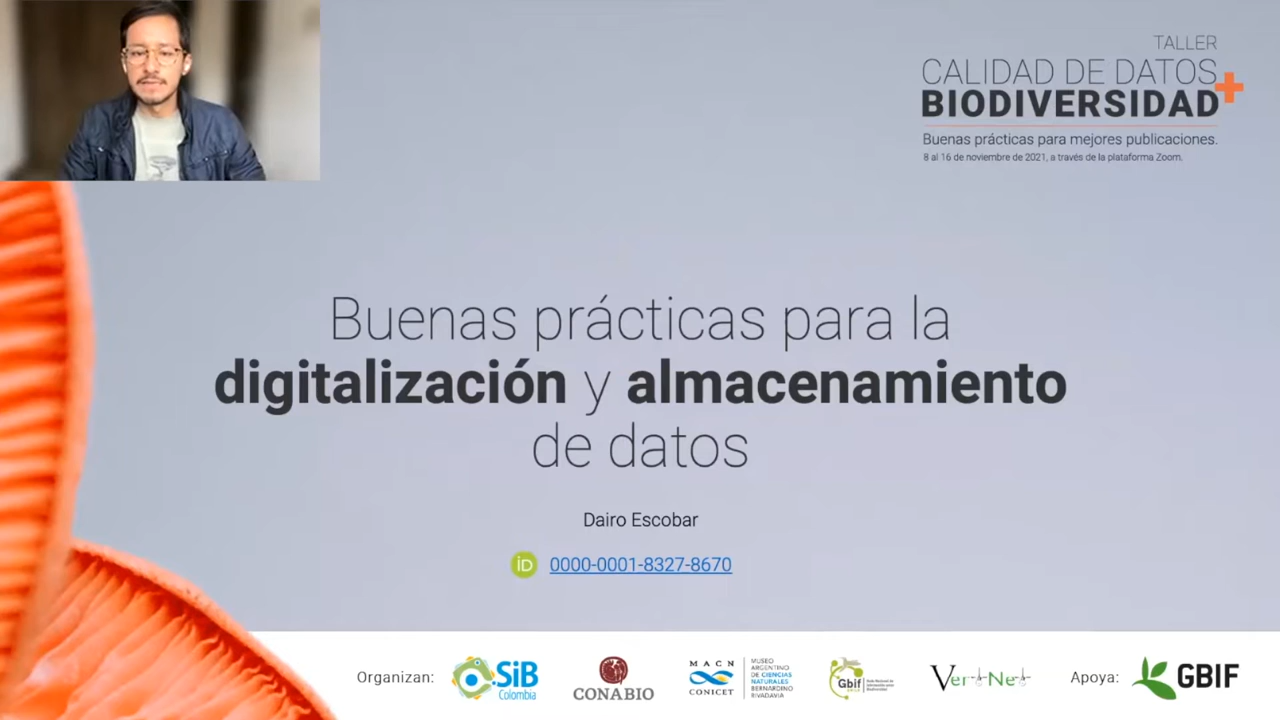 TALLER
CALIDAD DE DATOS
BIODIVERSIDAD+
Buenas prácticas para mejores publicaciones.
8 al 16 de noviembre de 2021, a través de la plataforma Zoom.
Buenas prácticas para la
digitalización y almacenamiento
de datos
Dairo Escobar
iD 0000-0001-8327-8670
Organizan:
SiB
Colombia
CONABIO
MACN
CONICET
MUSEO
ARGENTINO
DE CIENCIAS
NATURALES
BERNARDINO
RIVADAVIA
Gbif
VertNet
Apoya:
GBIF